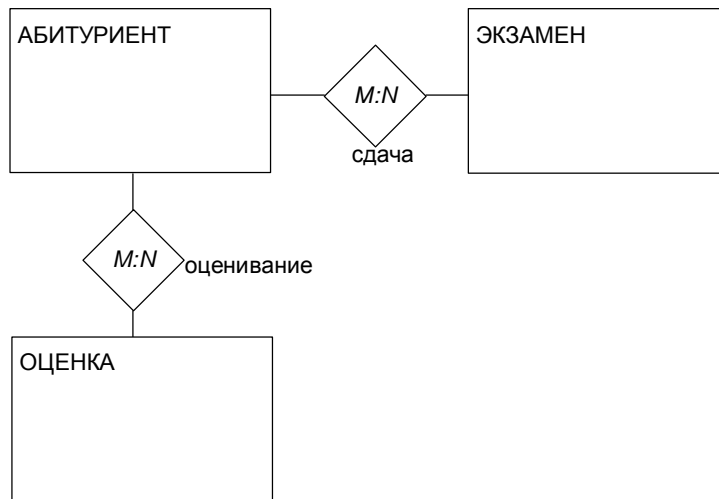 АБИТУРИЕНТ
ЭКЗАМЕН
M:N
сдача
M:N
оценивание
ОЦЕНКА